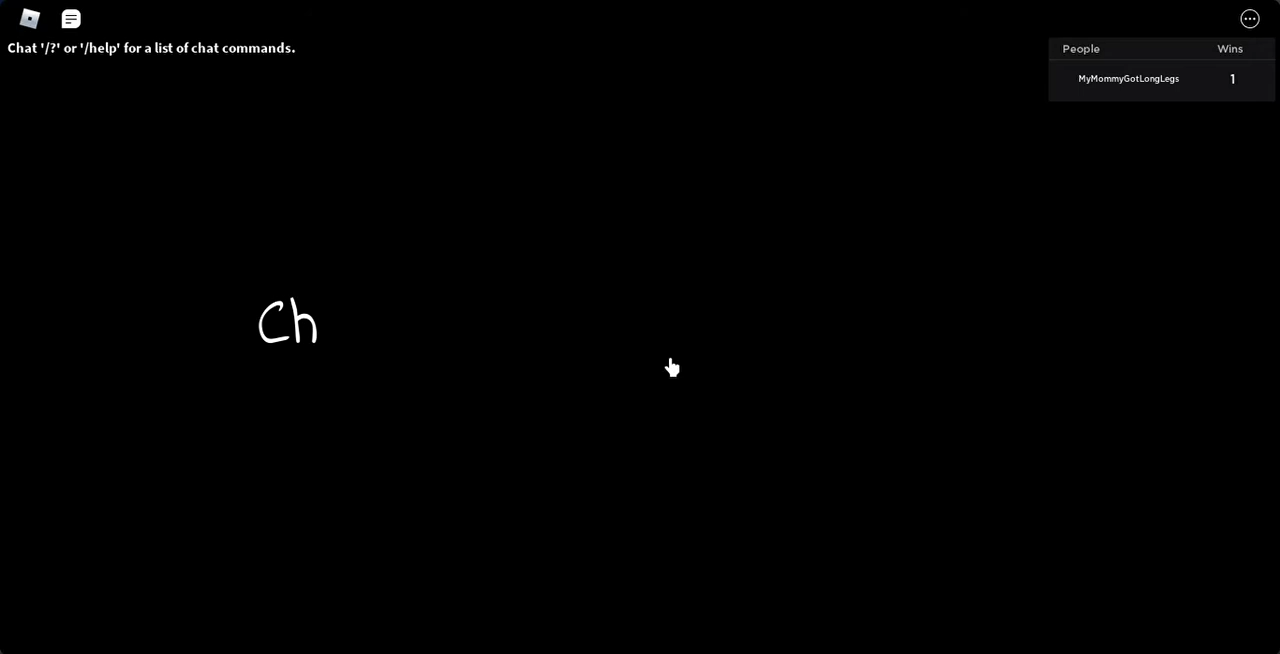 Chat '/?' or '/help' for a list of chat commands.
People Wins
MyMommyGotLongLegs 1
Ch